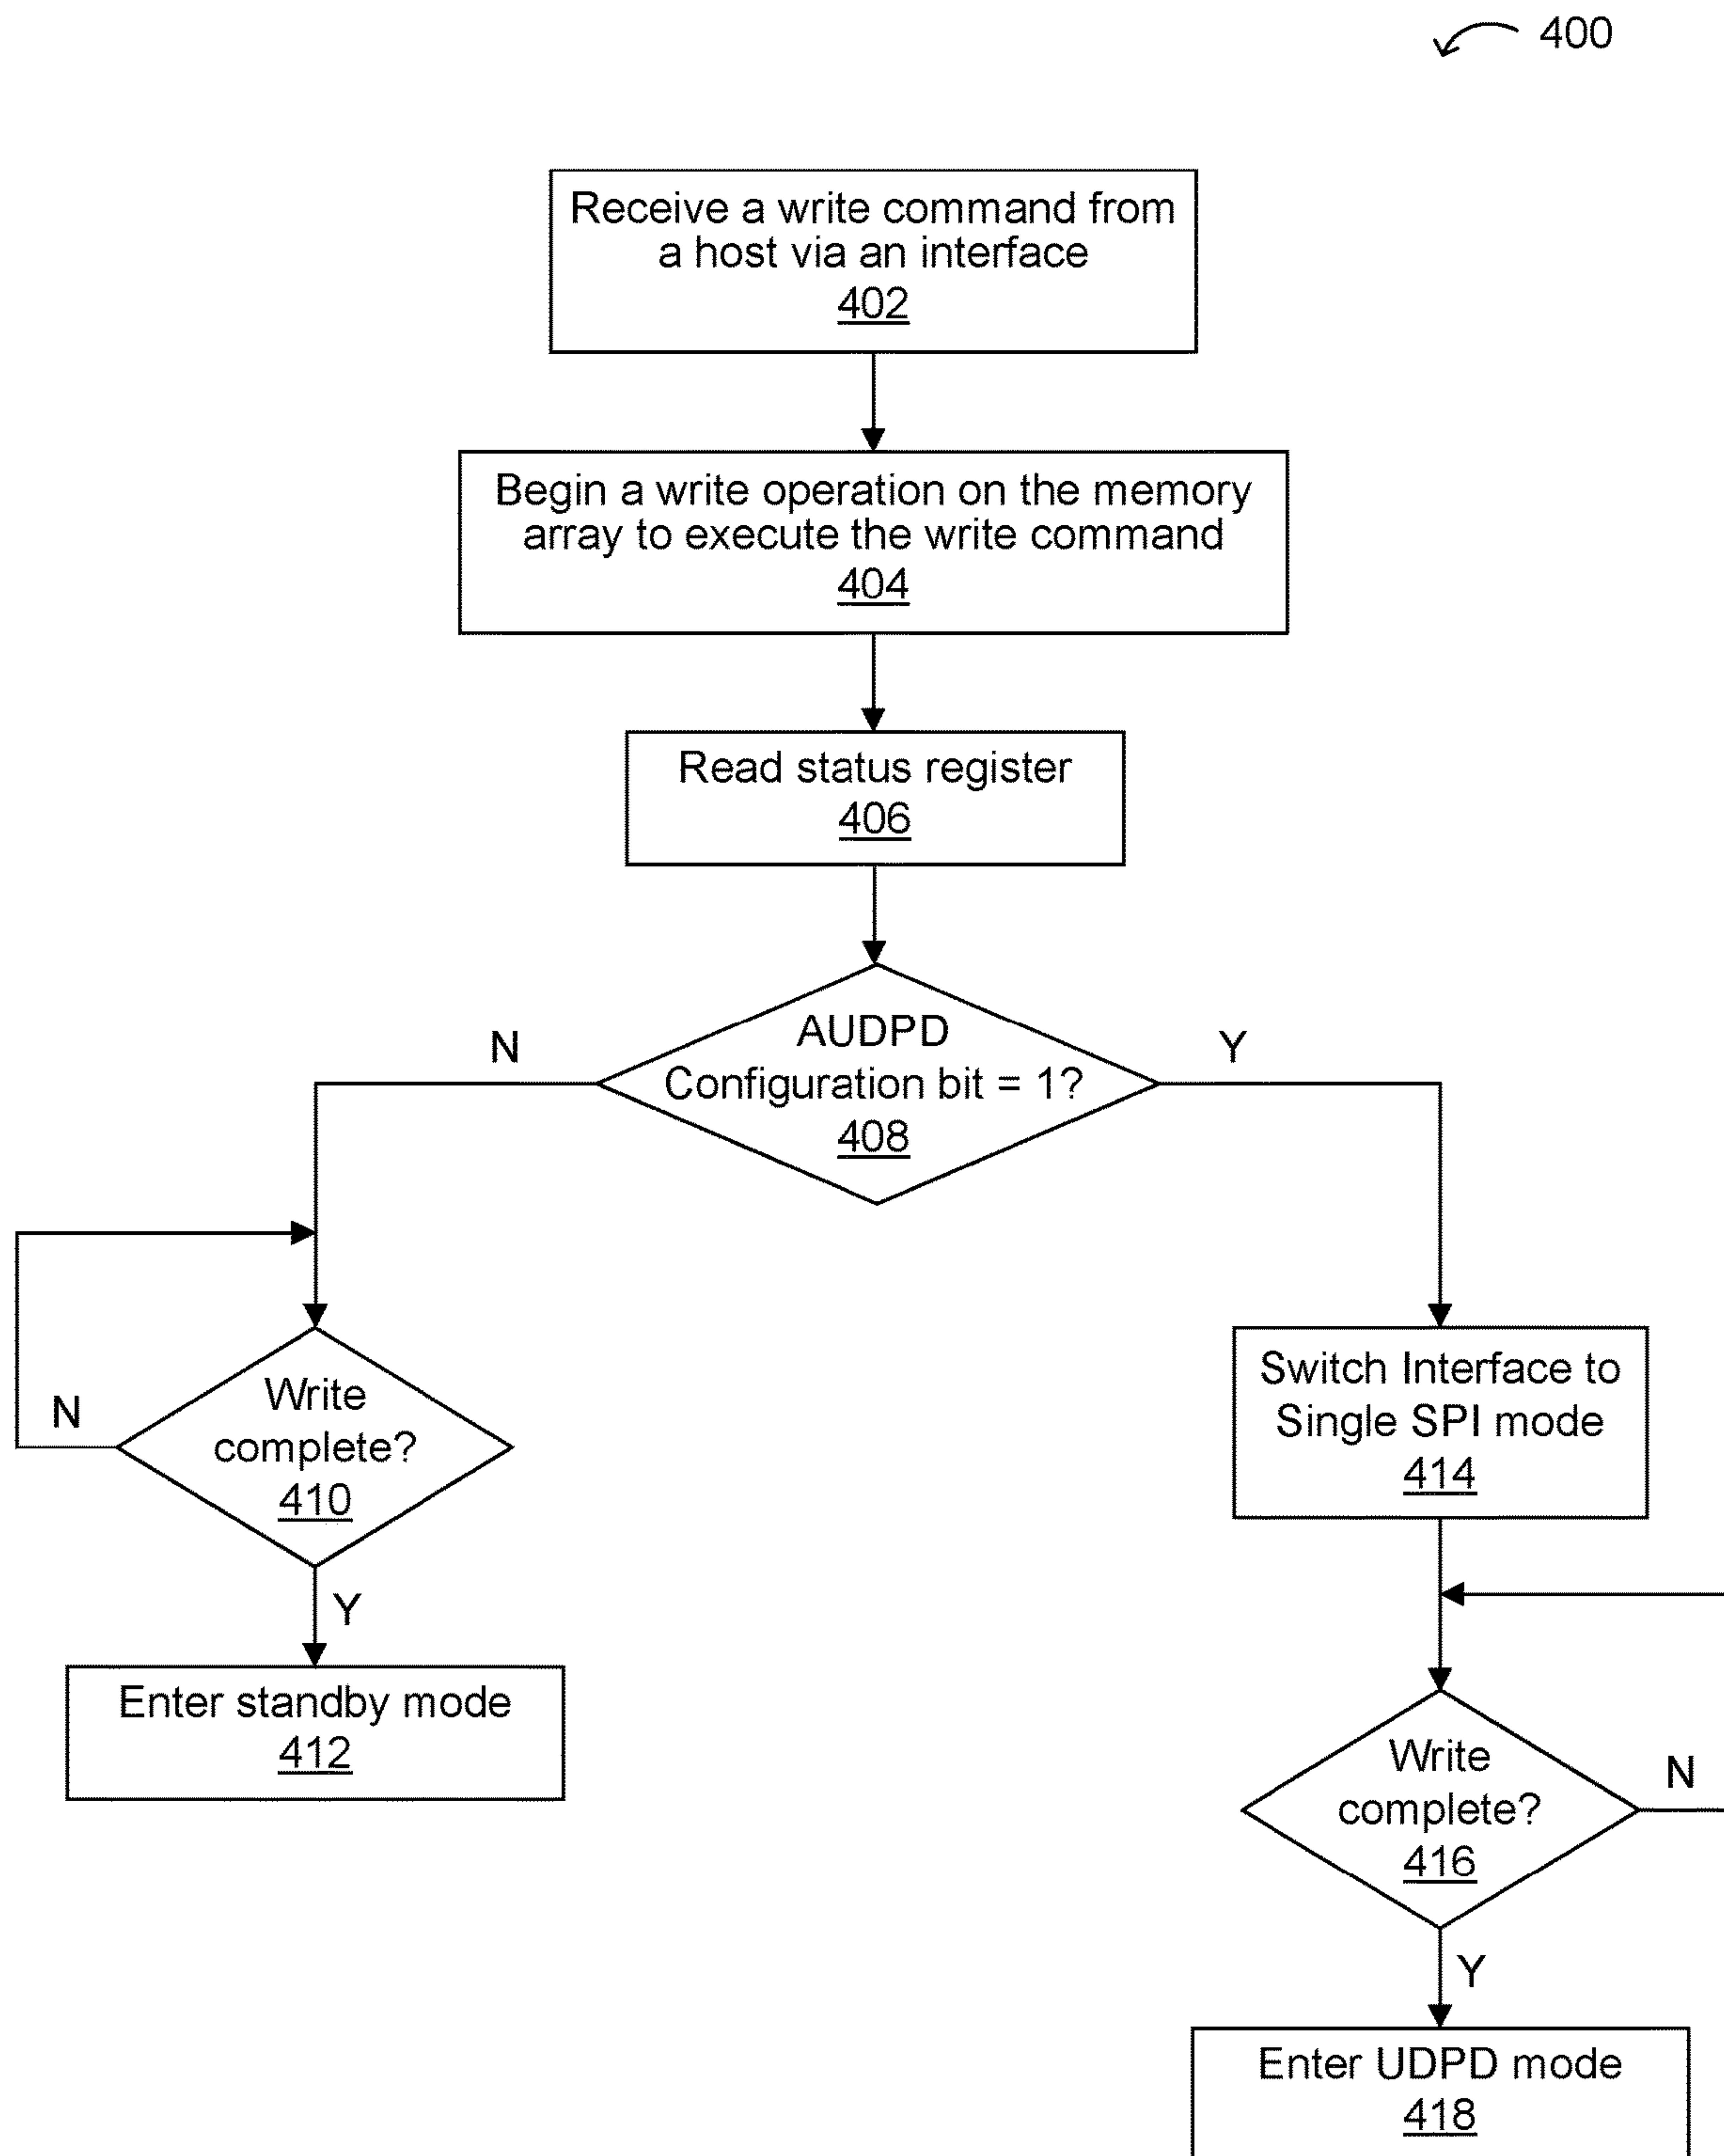 400
Receive a write command from
a host via an interface
402
Begin a write operation on the memory
array to execute the write command
404
Read status register
406
AUDPD
Configuration bit = 1?
408
N
Y
Write
complete?
410
N
Y
Enter standby mode
412
Switch Interface to
Single SPI mode
414
Write
complete?
416
N
Y
Enter UDPD mode
418